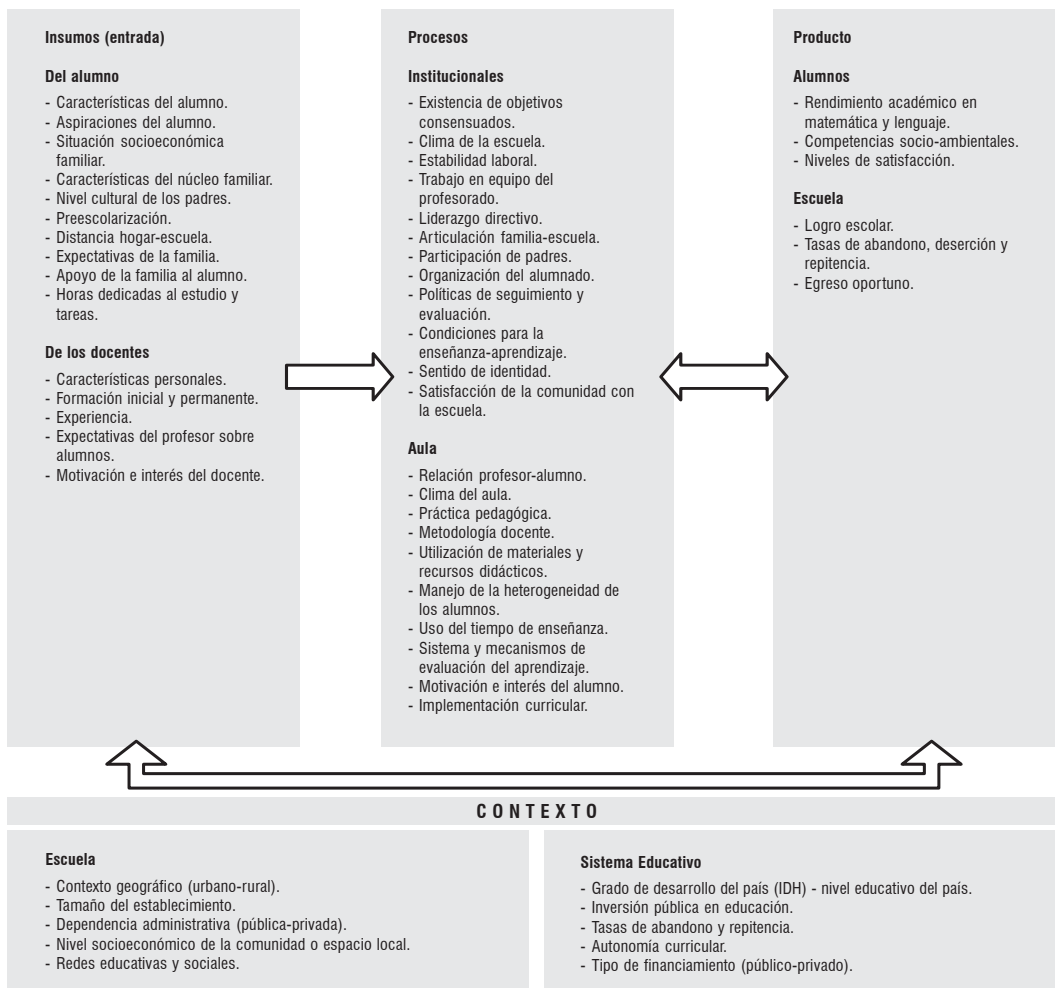 Insumos (entrada)
Del alumno
- Características del alumno.
- Aspiraciones del alumno.
- Situación socioeconómica
familiar.
- Características del núcleo familiar.
- Nivel cultural de los padres.
- Preescolarización.
- Distancia hogar-escuela.
- Expectativas de la familia.
- Apoyo de la familia al alumno.
- Horas dedicadas al estudio y
tareas.
De los docentes
- Características personales.
- Formación inicial y permanente.
- Experiencia.
- Expectativas del profesor sobre
alumnos.
- Motivación e interés del docente.
Procesos
Institucionales
- Existencia de objetivos
consensuados.
- Clima de la escuela.
- Estabilidad laboral.
- Trabajo en equipo del
profesorado.
- Liderazgo directivo.
- Articulación familia-escuela.
- Participación de padres.
- Organización del alumnado.
- Políticas de seguimiento y
evaluación.
- Condiciones para la
enseñanza-aprendizaje.
- Sentido de identidad.
- Satisfacción de la comunidad con
la escuela.
Aula
- Relación profesor-alumno.
- Clima del aula.
- Práctica pedagógica.
- Metodología docente.
- Utilización de materiales y
recursos didácticos.
- Manejo de la heterogeneidad de
los alumnos.
- Uso del tiempo de enseñanza.
- Sistema y mecanismos de
evaluación del aprendizaje.
- Motivación e interés del alumno.
- Implementación curricular.
Producto
Alumnos
- Rendimiento académico en
matemática y lenguaje.
- Competencias socio-ambientales.
- Niveles de satisfacción.
Escuela
- Logro escolar.
- Tasas de abandono, deserción y
repitencia.
- Egreso oportuno.
CONTEXTO
Escuela
- Contexto geográfico (urbano-rural).
- Tamaño del establecimiento.
- Dependencia administrativa (pública-privada).
- Nivel socioeconómico de la comunidad o espacio local.
- Redes educativas y sociales.
Sistema Educativo
- Grado de desarrollo del país (IDH) - nivel educativo del país.
- Inversión pública en educación.
- Tasas de abandono y repitencia.
- Autonomía curricular.
- Tipo de financiamiento (público-privado).